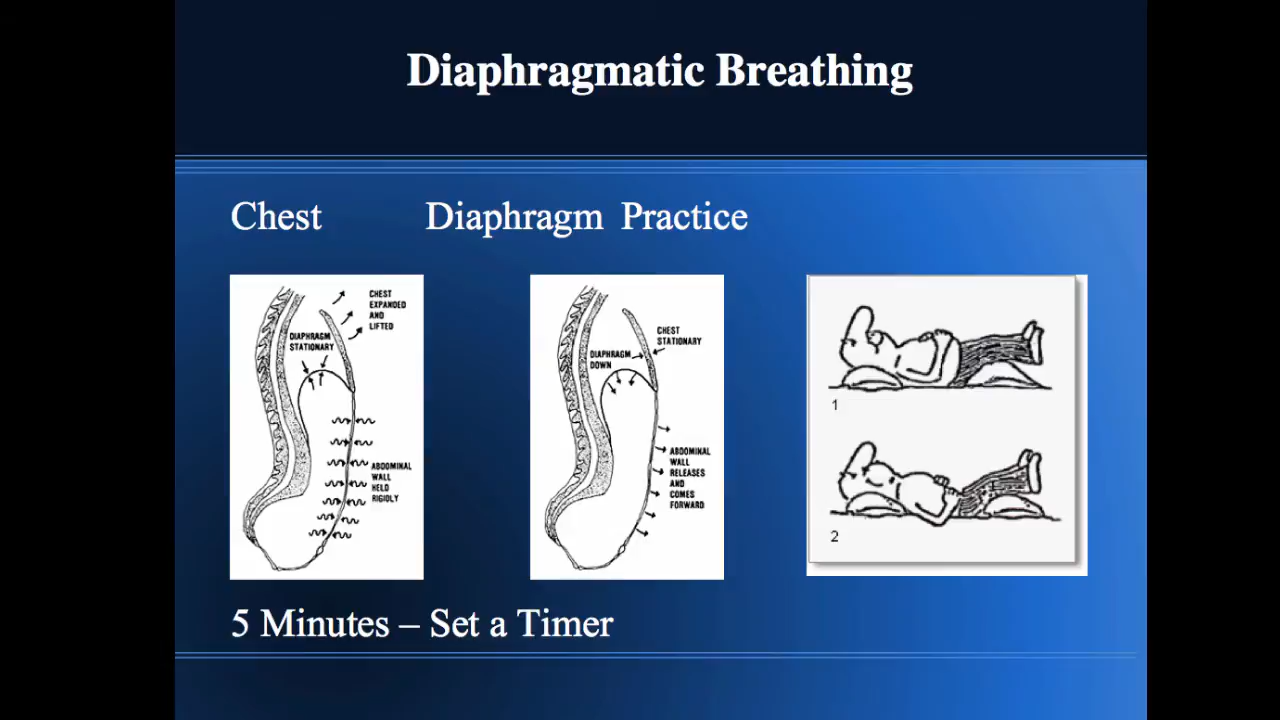 Diaphragmatic Breathing
Chest
Diaphragm Practice
CHEST
EXPANDED
AND
LIFTED
DIAPHRAGM
STATIONARY
ABDOMINAL
WALL
HELD
RIGIDLY
CHEST
STATIONARY
DIAPHRAGM
DOWN
ABDOMINAL
WALL
RELEASES
AND
COMES
FORWARD
1
2
5 Minutes – Set a Timer